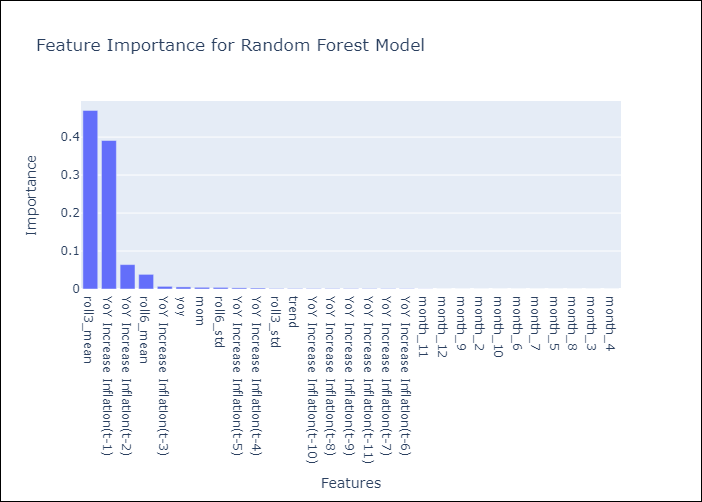 Feature Importance for Random Forest Model
Importance
0.4
0.3
0.2
0.1
0
roll3_mean
YoY Increase Inflation(t-1)
YoY Increase Inflation(t-2)
roll6_mean
YoY Increase Inflation(t-3)
yoy
mom
roll6_std
YoY Increase Inflation(t-5)
YoY Increase Inflation(t-4)
roll3_std
trend
YoY Increase Inflation(t-10)
YoY Increase Inflation(t-8)
YoY Increase Inflation(t-9)
YoY Increase Inflation(t-11)
YoY Increase Inflation(t-7)
YoY Increase Inflation(t-6)
month_11
month_12
month_9
month_2
month_10
month_6
month_7
month_5
month_8
month_3
month_4
Features